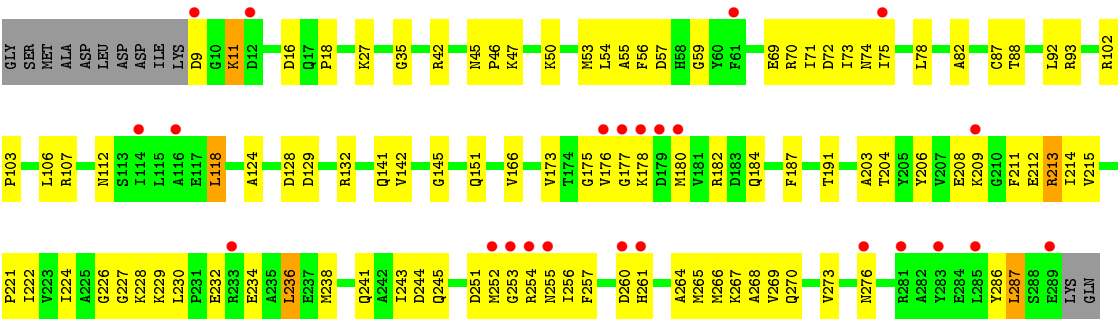 GLY SER MET ALA ASP LEU ASP ASP ILE LYS D9 G10 K11 D12 D16 Q17 P18 K27 G35 R42 N45 P46 K47 K50 M53 L54 A55 F56 D57 H58 G59 Y60 F61 E69 R70 I71 D72 I73 N74 I75 L78 A82 C87 T88 L92 R93 R102
P103 L106 R107 N112 S113 I114 L115 A116 E117 L118 A124 D128 D129 R132 Q141 V142 G145 Q151 V166 V173 T174 G175 V176 G177 K178 D179 M180 V181 R182 D183 Q184 F187 T191 A203 T204 Y205 Y206 V207 E208 K209 G210 F211 E212 R213 I214 V215
P221 I222 V223 I224 A225 G226 G227 K228 K229 L230 P231 E232 R233 E234 A235 L236 E237 M238 Q241 A242 I243 D244 Q245 D251 M252 G253 R254 N255 I256 F257 D260 H261 A264 M265 M266 K267 A268 V269 Q270 V273 N276 R281 A282 Y283 E284 L285 Y286 L287 S288 E289 LYS GLN